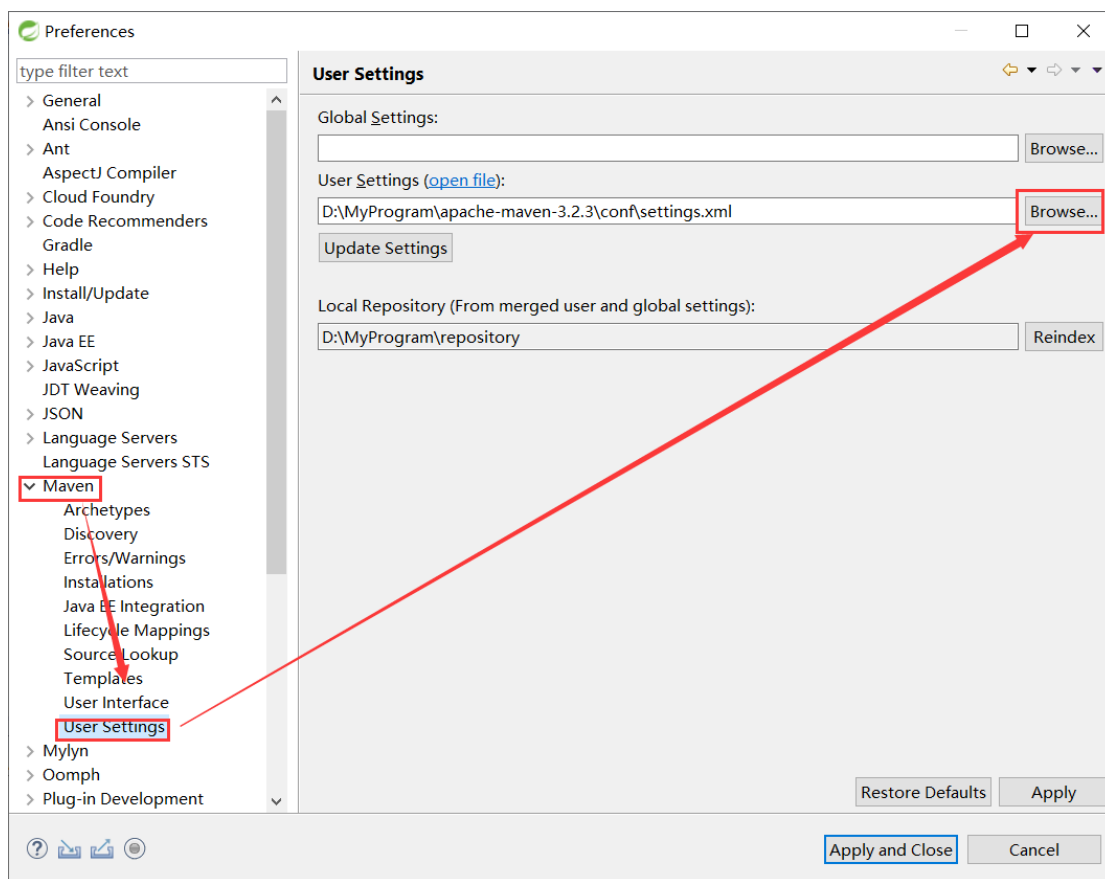 Preferences
type filter text
General
Ansi Console
Ant
AspectJ Compiler
Cloud Foundry
Code Recommenders
Gradle
Help
Install/Update
Java
Java EE
JavaScript
JDT Weaving
JSON
Language Servers
Language Servers STS
Maven
Archetypes
Discovery
Errors/Warnings
Installations
Java EE Integration
Lifecycle Mappings
Source Lookup
Templates
User Interface
User Settings
Mylyn
Oomph
Plug-in Development
User Settings
Global Settings:
Browse...
User Settings (open file):
D:\MyProgram\apache-maven-3.2.3\conf\settings.xml
Browse...
Update Settings
Local Repository (From merged user and global settings):
D:\MyProgram\repository
Reindex
Restore Defaults
Apply
Apply and Close
Cancel